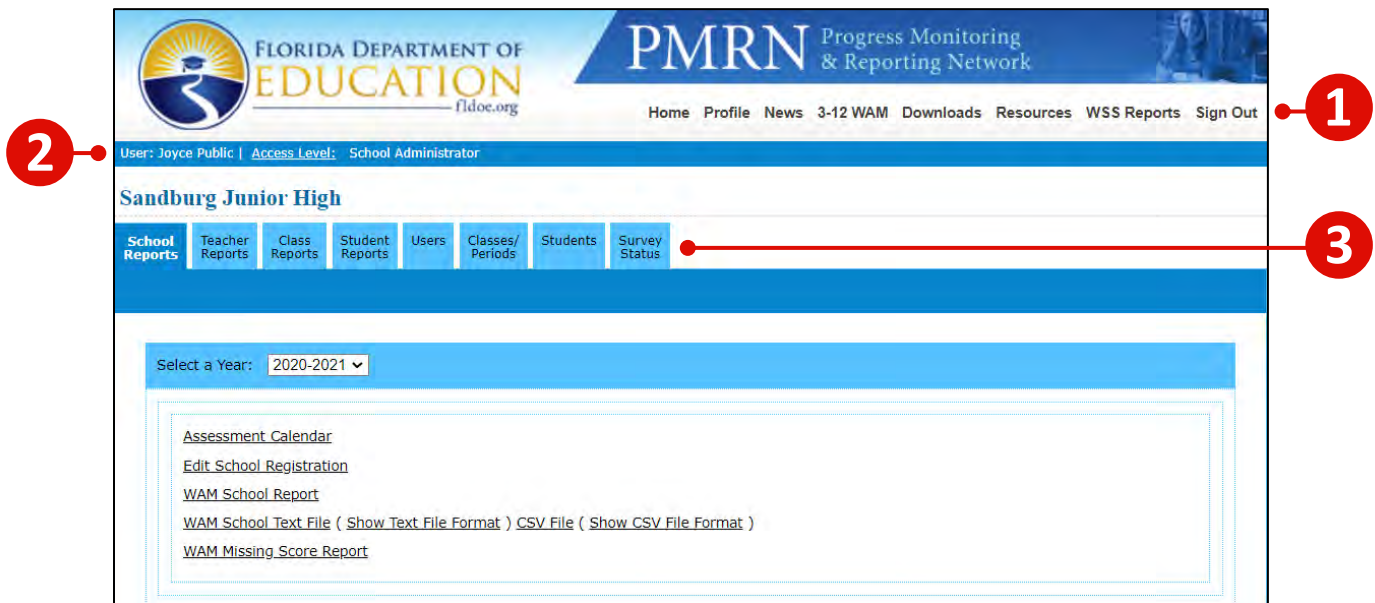 FLORIDA DEPARTMENT OF
EDUCATION
fldoe.org
PMRN Progress Monitoring
& Reporting Network
Home Profile News 3-12 WAM Downloads Resources WSS Reports Sign Out
1
2
User: Joyce Public | Access Level: School Administrator
Sandburg Junior High
School Reports Teacher Reports Class Reports Student Reports Users Classes/ Periods Students Survey Status
3
Select a Year: 2020-2021
Assessment Calendar
Edit School Registration
WAM School Report
WAM School Text File ( Show Text File Format ) CSV File ( Show CSV File Format )
WAM Missing Score Report